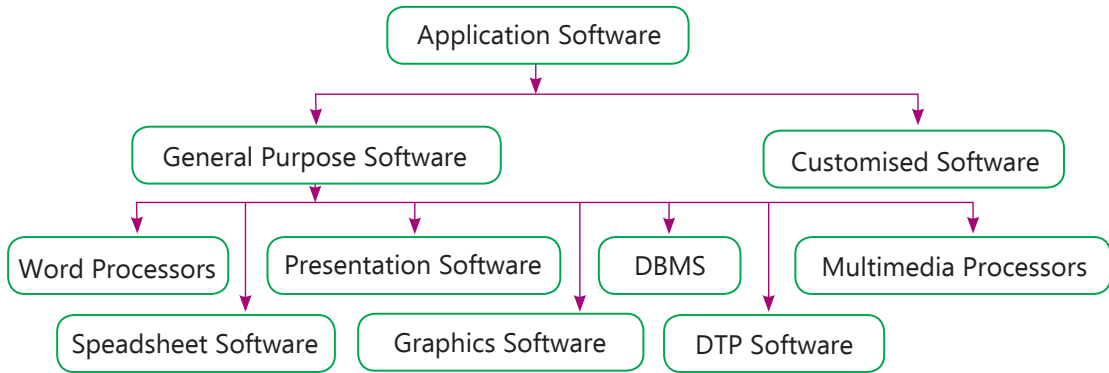 Application Software
General Purpose Software
Customised Software
Word Processors
Presentation Software
DBMS
Multimedia Processors
Speadsheet Software
Graphics Software
DTP Software